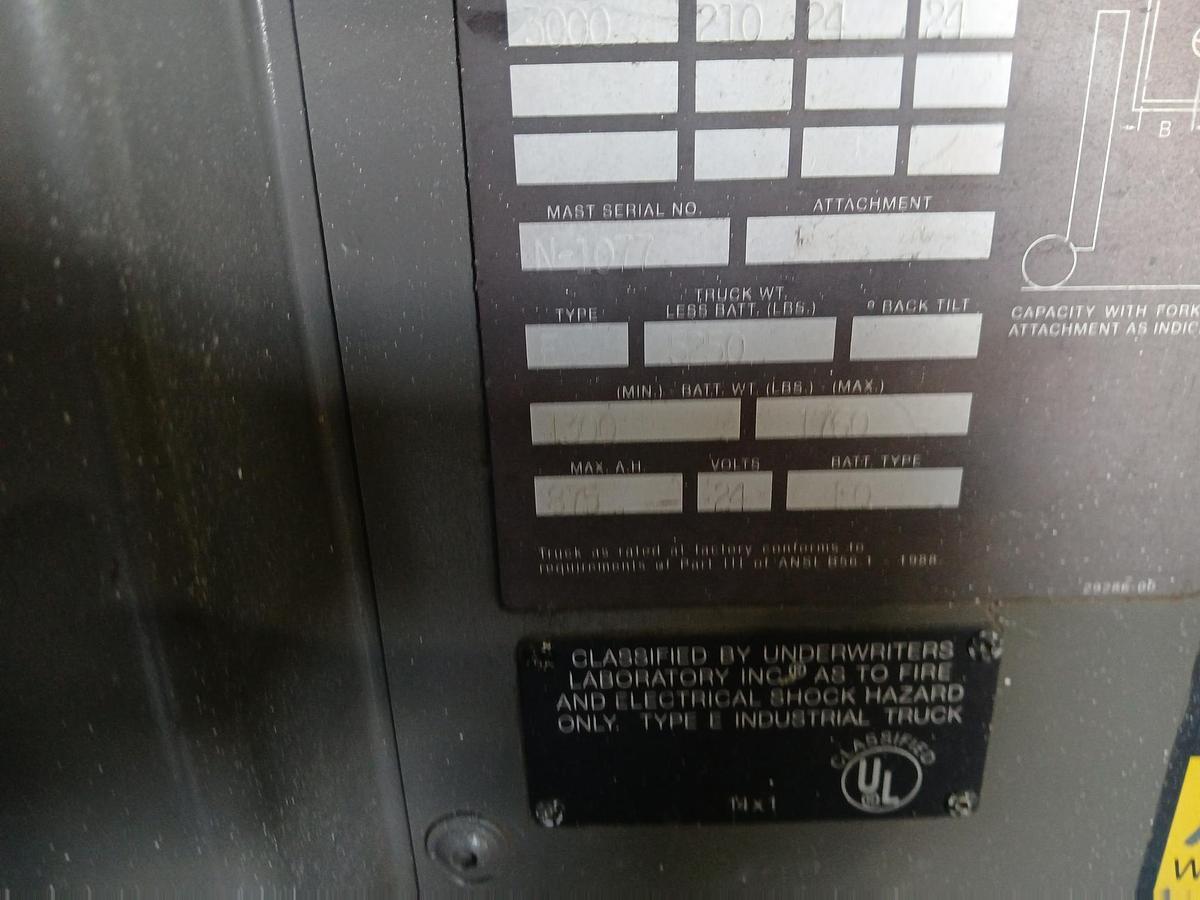 3000 210 24 24
B
MAST SERIAL NO. ATTACHMENT
N-1077
TRUCK WT.
TYPE LESS BATT. (LBS.) º BACK TILT
E 5250
CAPACITY WITH FORK
ATTACHMENT AS INDIC
(MIN.) - BATT. WT. (LBS.) - (MAX.)
1300 1760
MAX. A.H. VOLTS BATT. TYPE
875 24
Truck as rated at factory conforms to
requirements of Part III of ANSI B56.1 - 1988.
CLASSIFIED BY UNDERWRITERS
LABORATORY INC.® AS TO FIRE
AND ELECTRICAL SHOCK HAZARD
ONLY. TYPE E INDUSTRIAL TRUCK
CLASSIFIED
UL
W